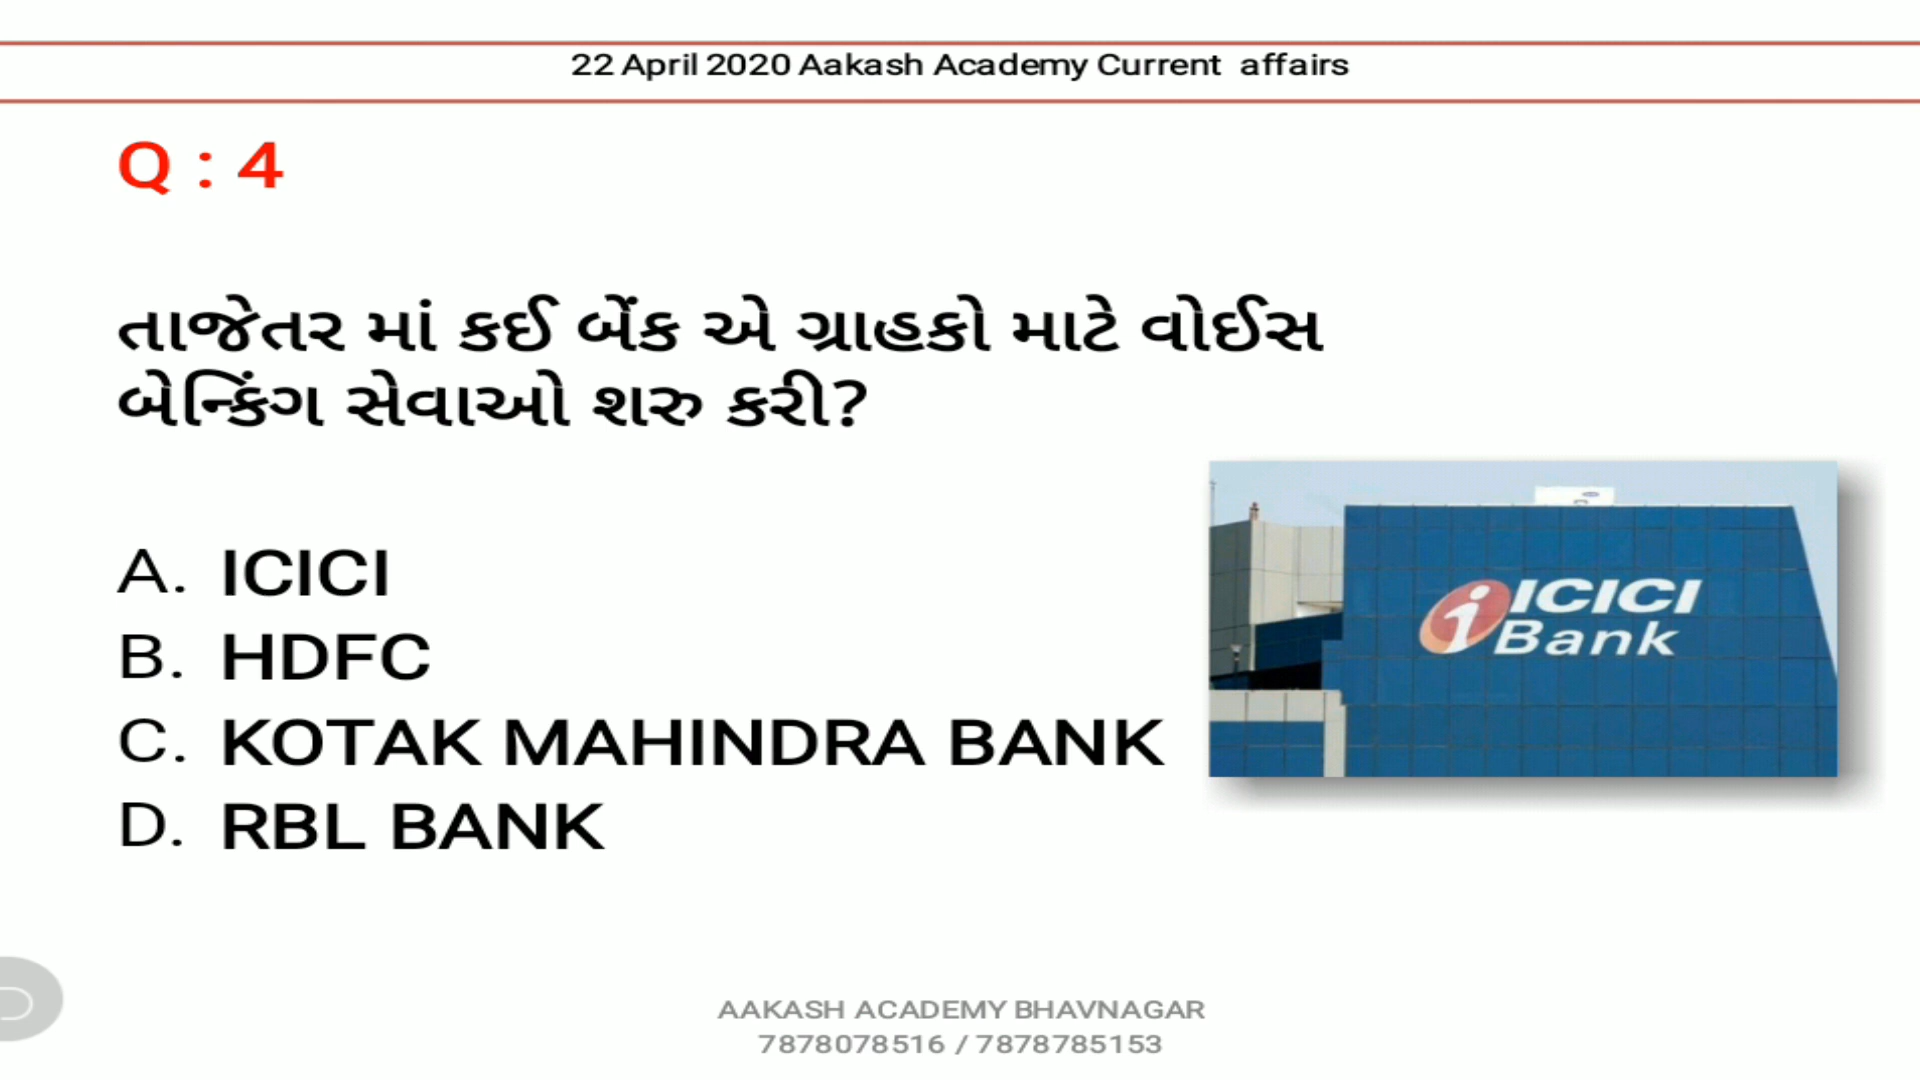 22 April 2020 Aakash Academy Current affairs
Q : 4
તાજેતર માં કઈ બેંક એ ગ્રાહકો માટે વોઈસ
બેન્કિંગ સેવાઓ શરુ કરી?
A. ICICI
B. HDFC
C. KOTAK MAHINDRA BANK
D. RBL BANK
ICICI
Bank
AAKASH ACADEMY BHAVNAGAR
7878078516 / 7878785153